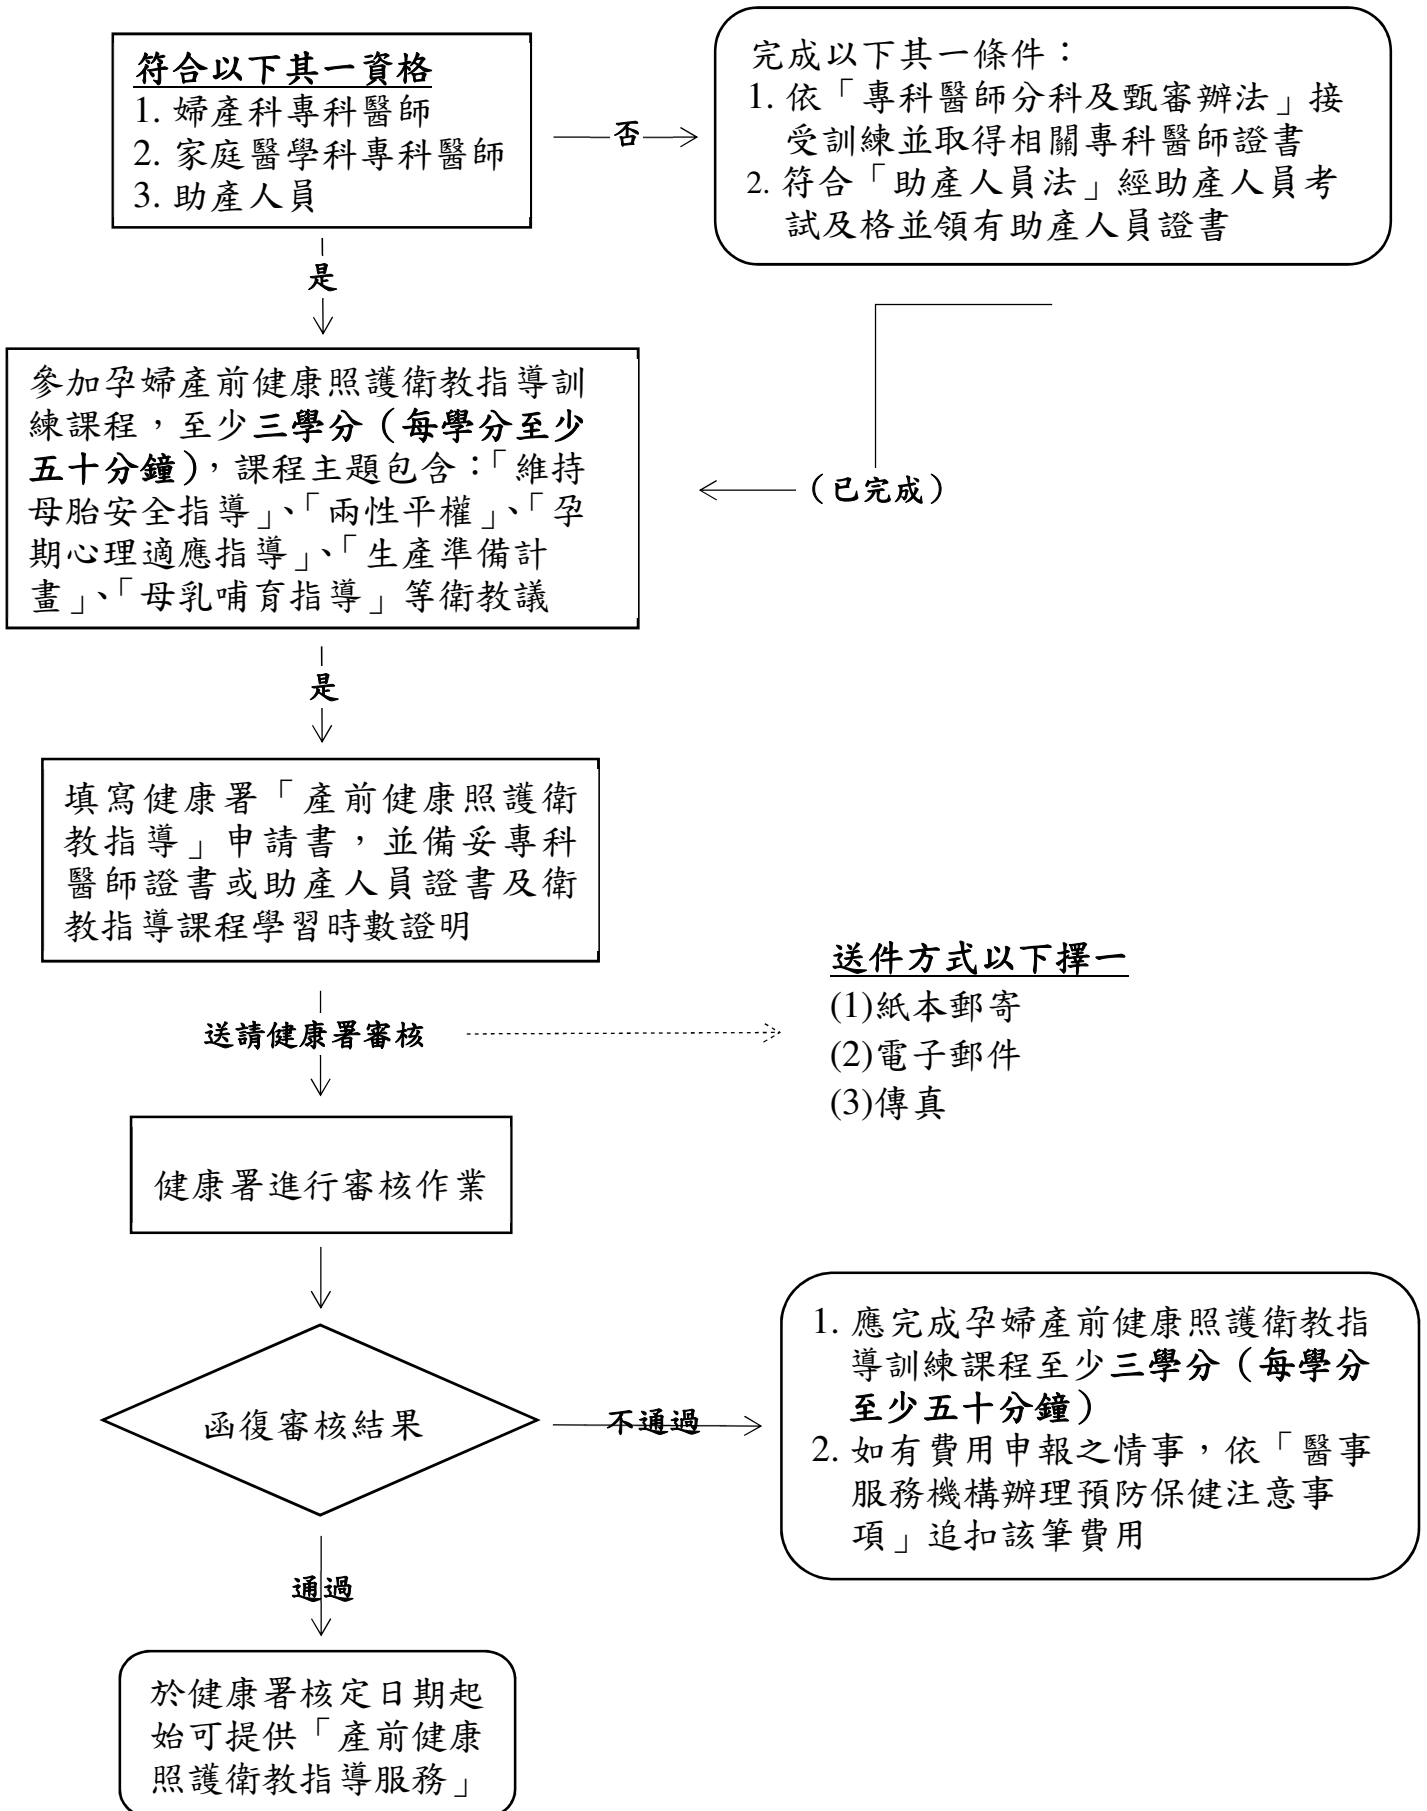 符合以下其一資格
1. 婦產科專科醫師
2. 家庭醫學科專科醫師
3. 助產人員
否
完成以下其一條件：
1. 依「專科醫師分科及甄審辦法」接
受訓練並取得相關專科醫師證書
2. 符合「助產人員法」經助產人員考
試及格並領有助產人員證書
是
參加孕婦產前健康照護衛教指導訓
練課程，至少三學分（每學分至少
五十分鐘），課程主題包含：「維持
母胎安全指導」、「兩性平權」、「孕
期心理適應指導」、「生產準備計
畫」、「母乳哺育指導」等衛教議
（已完成）
是
填寫健康署「產前健康照護衛
教指導」申請書，並備妥專科
醫師證書或助產人員證書及衛
教指導課程學習時數證明
送請健康署審核
送件方式以下擇一
(1)紙本郵寄
(2)電子郵件
(3)傳真
健康署進行審核作業
函復審核結果
不通過
1. 應完成孕婦產前健康照護衛教指
導訓練課程至少三學分（每學分
至少五十分鐘）
2. 如有費用申報之情事，依「醫事
服務機構辦理預防保健注意事
項」追扣該筆費用
通過
於健康署核定日期起
始可提供「產前健康
照護衛教指導服務」